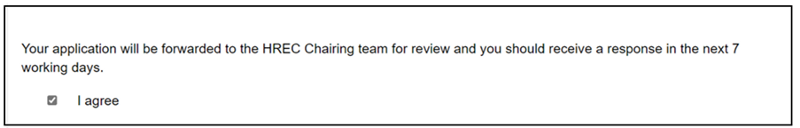 Your application will be forwarded to the HREC Chairing team for review and you should receive a response in the next 7
working days.
I agree